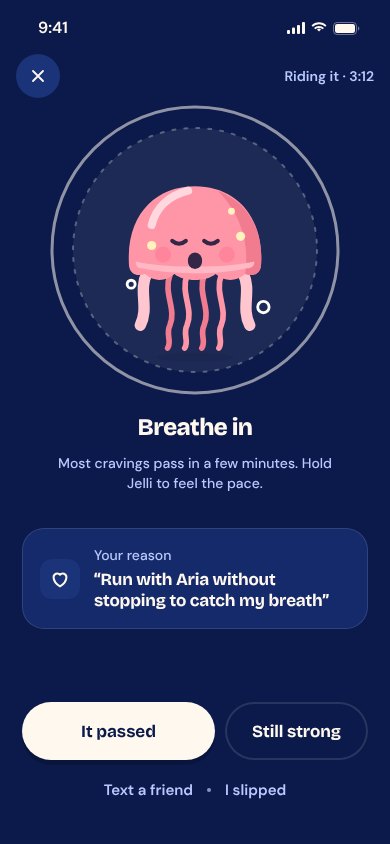 9:41
Riding it · 3:12
Breathe in
Most cravings pass in a few minutes. Hold
Jelli to feel the pace.
Your reason
“Run with Aria without
stopping to catch my breath”
It passed
Still strong
Text a friend • I slipped